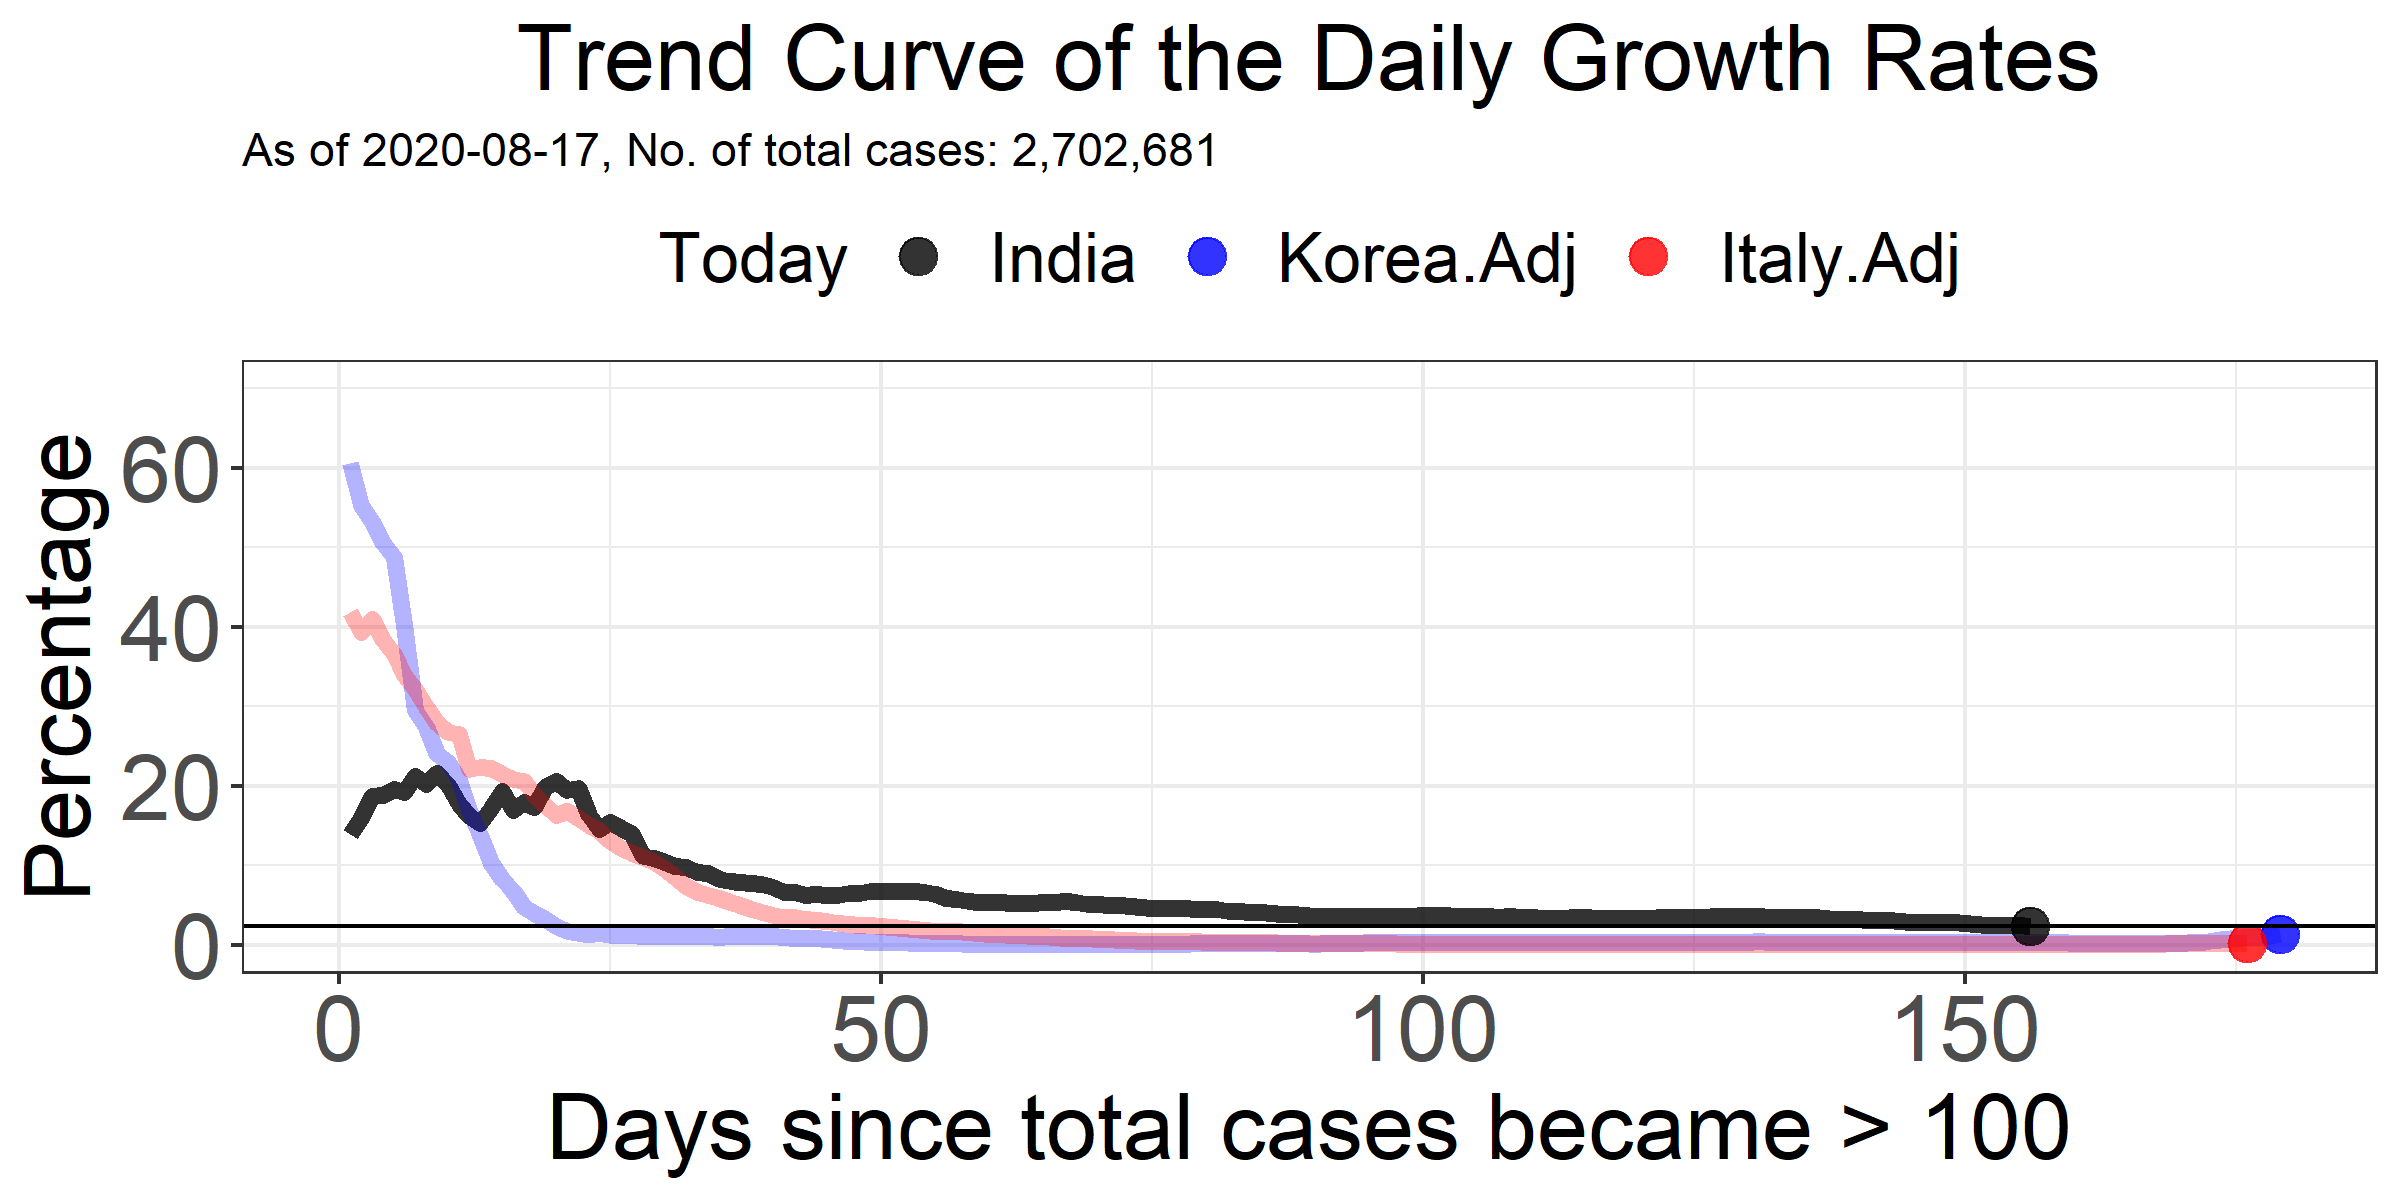 Trend Curve of the Daily Growth Rates
As of 2020-08-17, No. of total cases: 2,702,681
Today India Korea.Adj Italy.Adj
Percentage
60
40
20
0
0 50 100 150
Days since total cases became > 100